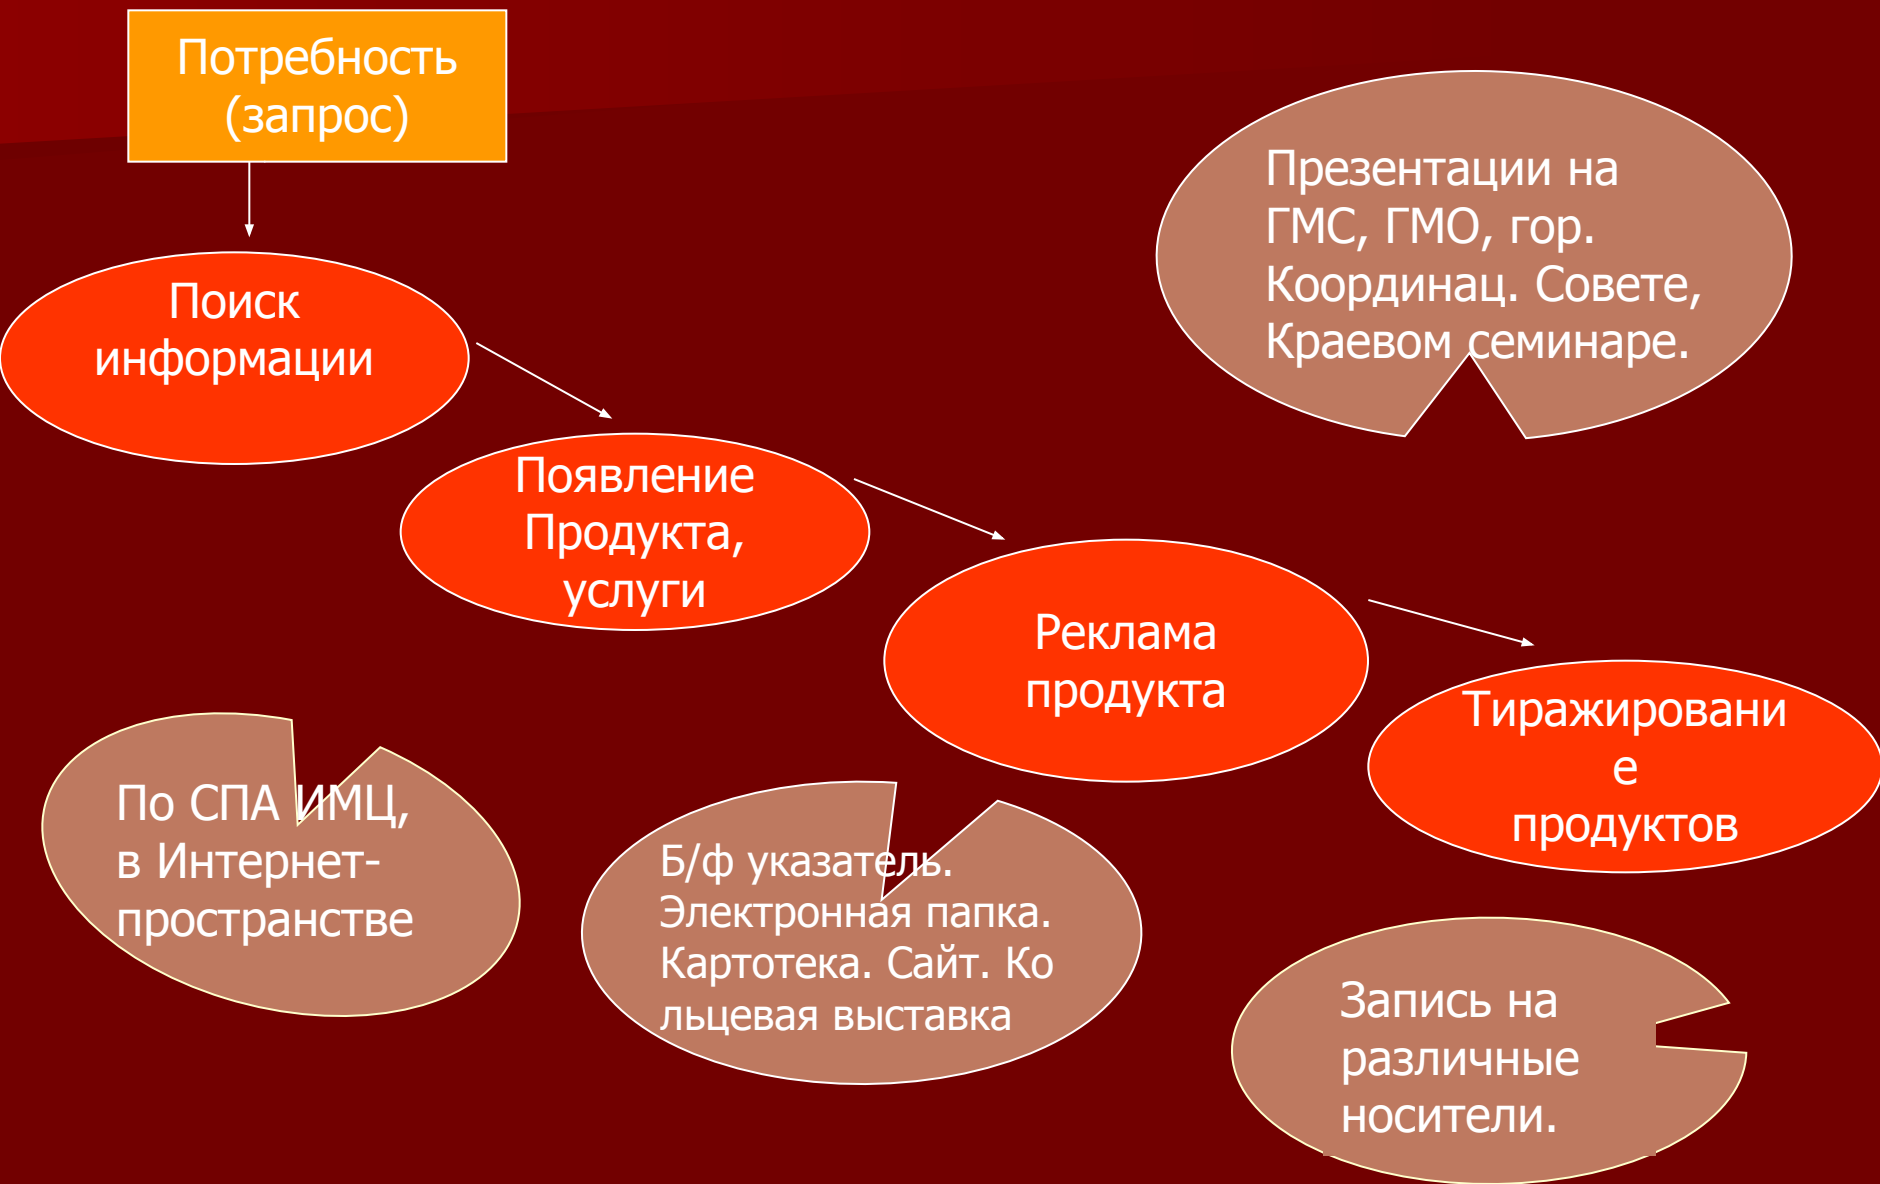 Потребность
(запрос)
Поиск
информации
Появление
Продукта,
услуги
Реклама
продукта
Тиражировани
е
продуктов
Презентации на
ГМС, ГМО, гор.
Координац. Совете,
Краевом семинаре.
По СПА ИМЦ,
в Интернет-
пространстве
Б/ф указатель.
Электронная папка.
Картотека. Сайт. Ко
льцевая выставка
Запись на
различные
носители.